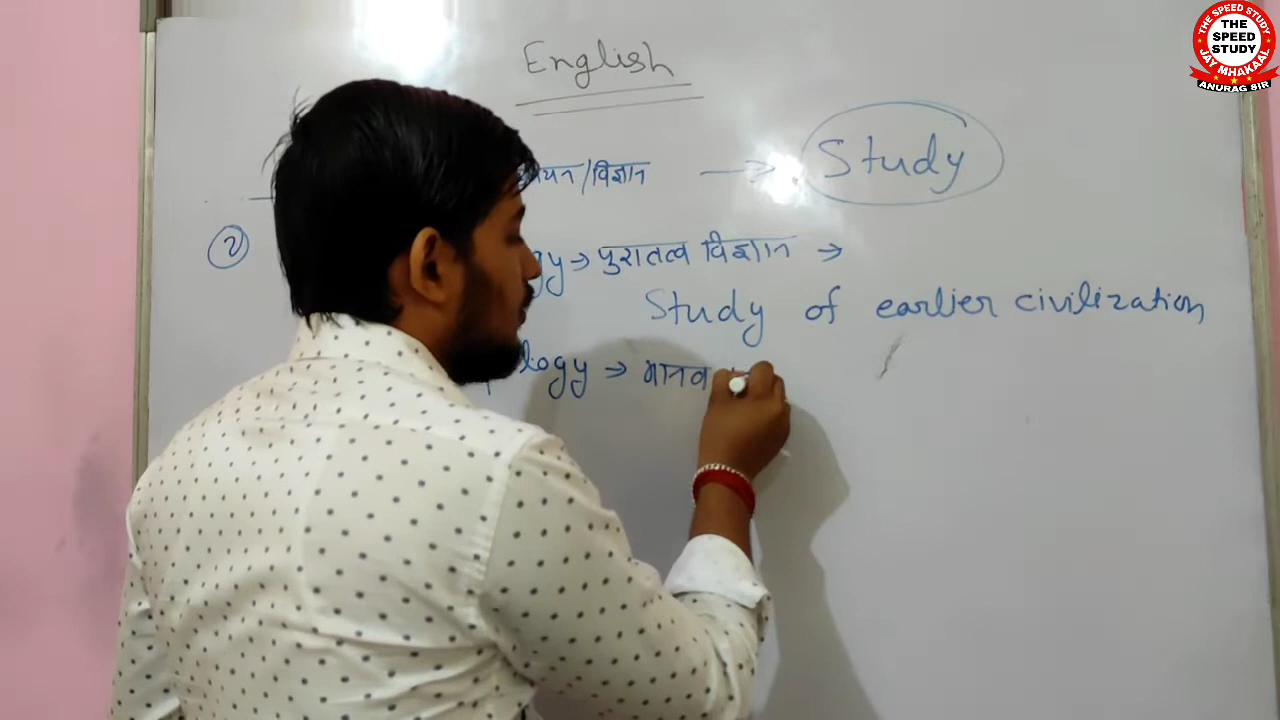 English
/विज्ञान → Study
२ gy → पुरातत्व विज्ञान →
Study of earlier civilization
logy → मानव
THE SPEED STUDY
THE
SPEED
STUDY
JAY MHAKAAL
ANURAG SIR